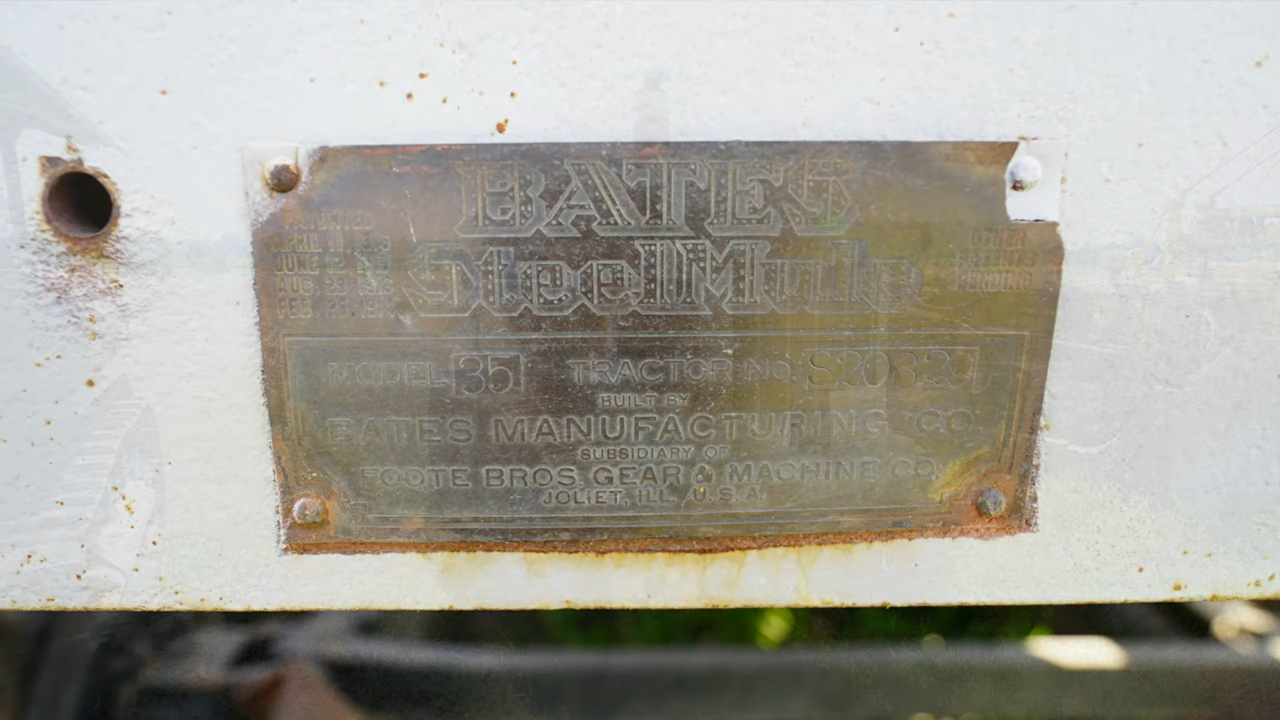 BATES
Steel Mule
PATENTED
APRIL
JUNE
AUG.
FEB. 25,
OTHER
PATENTS
PENDING
MODEL 35 TRACTOR NO. S20829
BUILT BY
BATES MANUFACTURING CO.
SUBSIDIARY OF
FOOTE BROS. GEAR & MACHINE CO.
JOLIET, ILL. U.S.A.